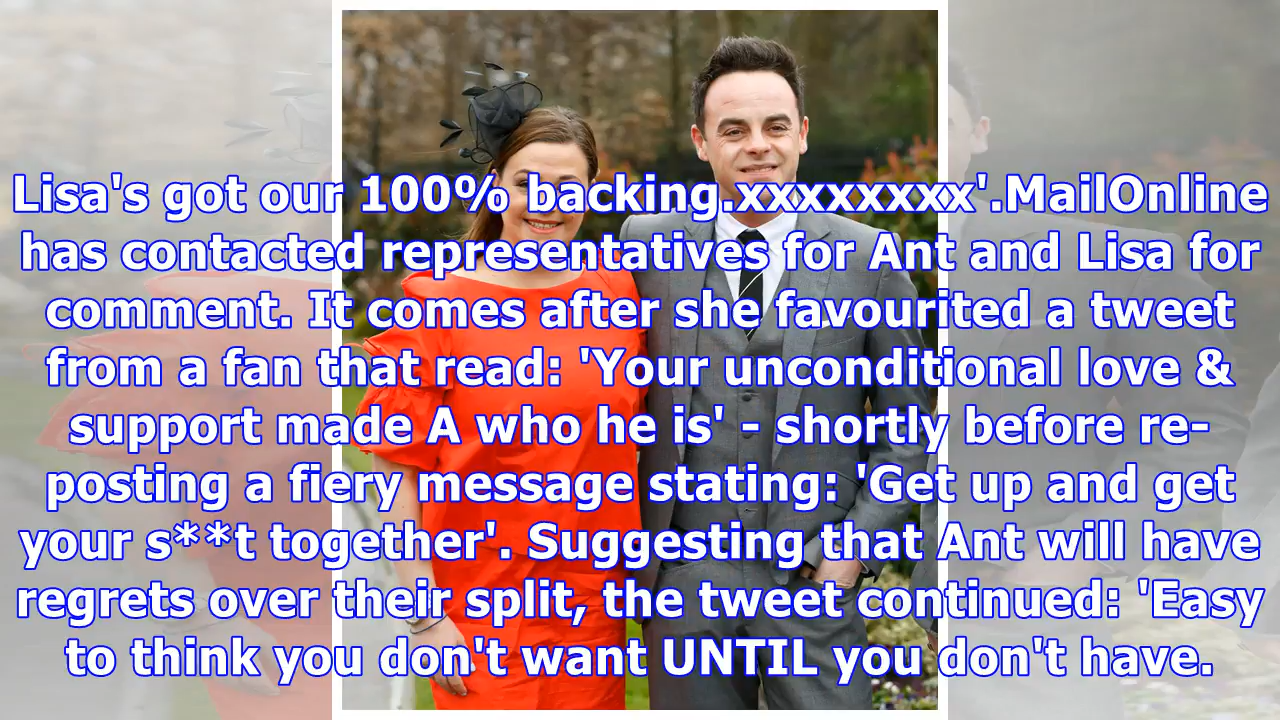 Lisa's got our 100% backing.xxxxxxxx'.MailOnline
has contacted representatives for Ant and Lisa for
comment. It comes after she favourited a tweet
from a fan that read: 'Your unconditional love &
support made A who he is' - shortly before re-
posting a fiery message stating: 'Get up and get
your s**t together'. Suggesting that Ant will have
regrets over their split, the tweet continued: 'Easy
to think you don't want UNTIL you don't have.